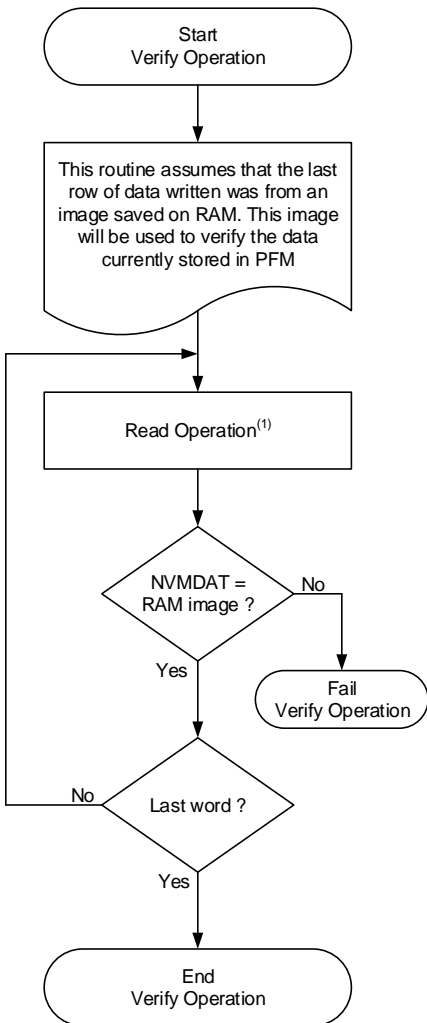 Start
Verify Operation
This routine assumes that the last
row of data written was from an
image saved on RAM. This image
will be used to verify the data
currently stored in PFM
Read Operation(1)
NVMDAT =
RAM image ?
No
Yes
Fail
Verify Operation
Last word ?
No
Yes
End
Verify Operation